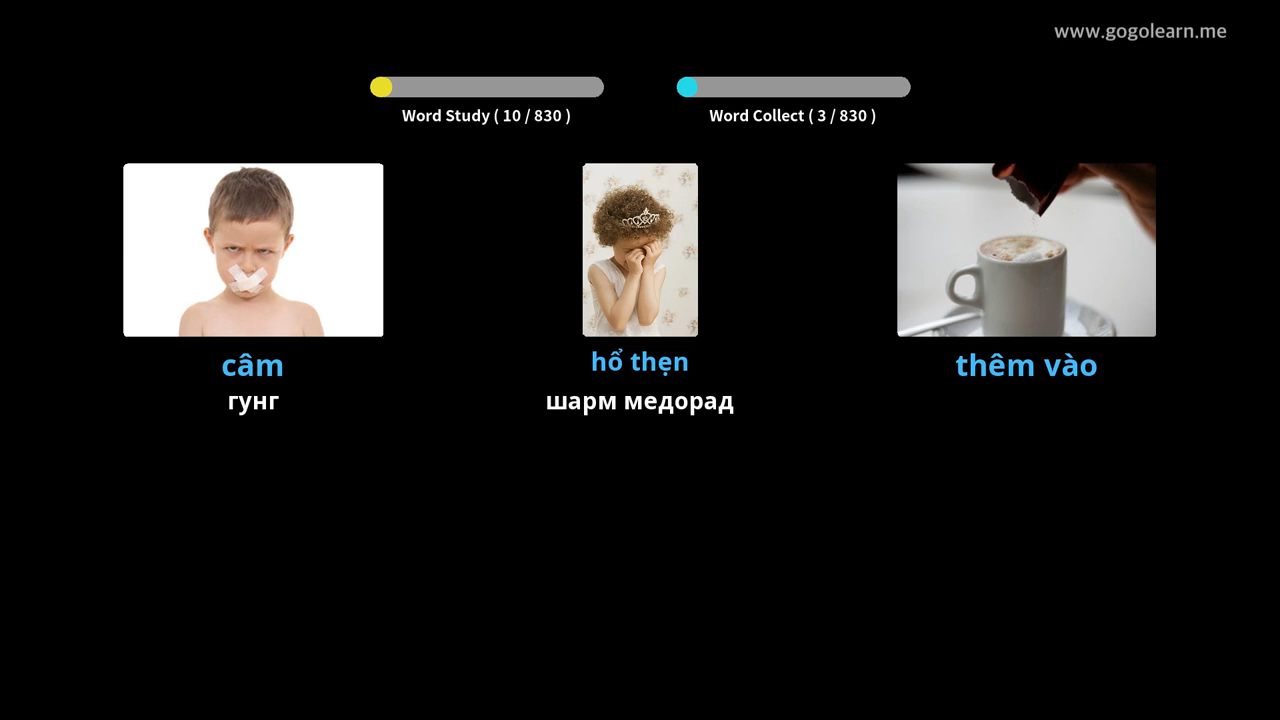 www.gogolearn.me
Word Study ( 10 / 830 )
Word Collect ( 3 / 830 )
câm
hổ thẹn
thêm vào
гунг
шарм медорад